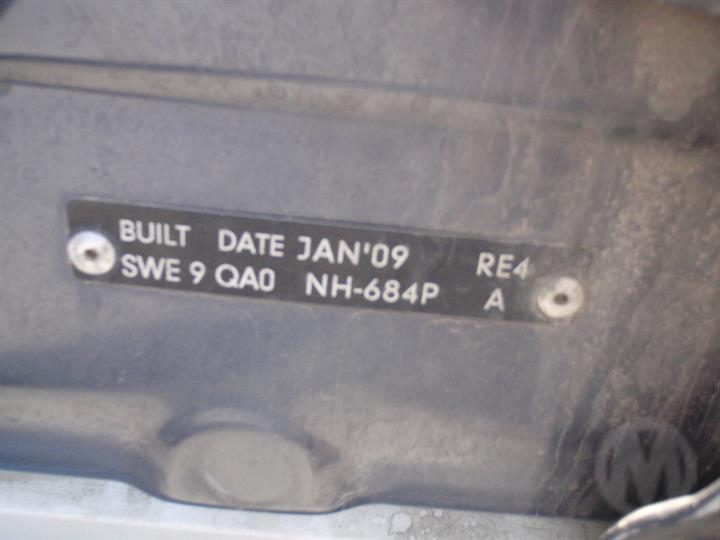 BUILT DATE JAN'09 RE4
SWE 9 QA0 NH-684P A
M